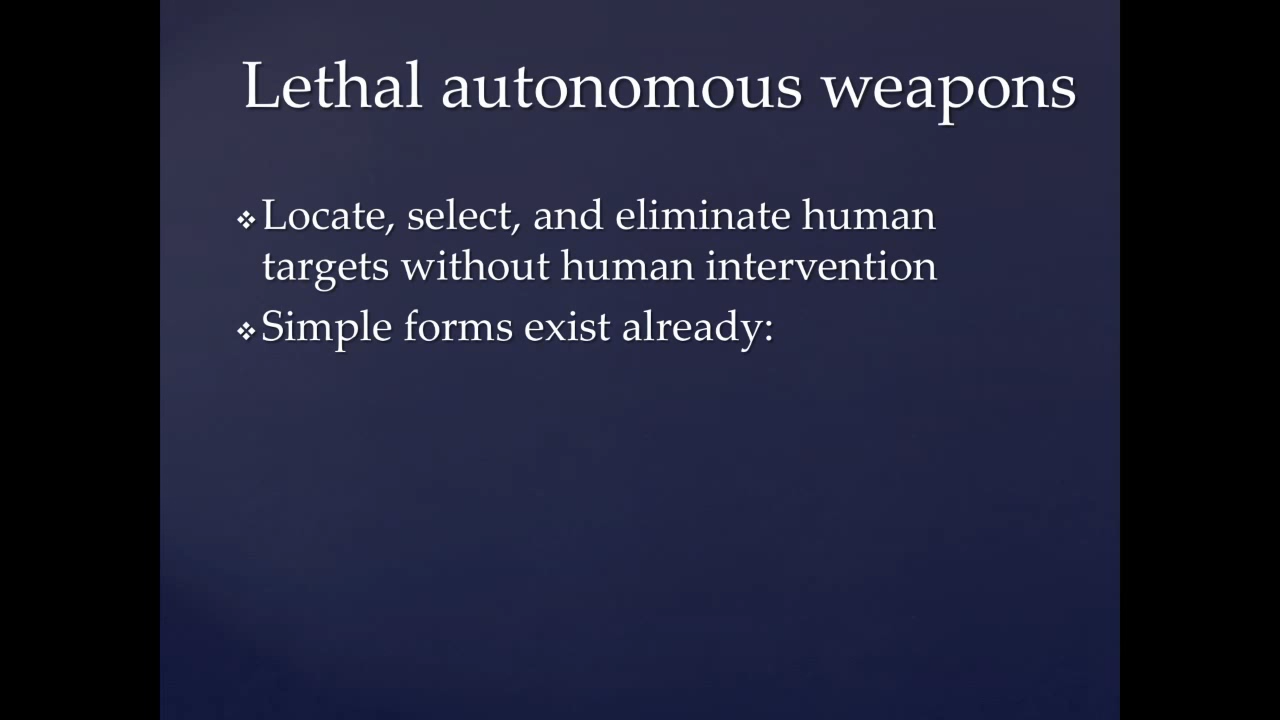 Lethal autonomous weapons
❖ Locate, select, and eliminate human
targets without human intervention
❖ Simple forms exist already: